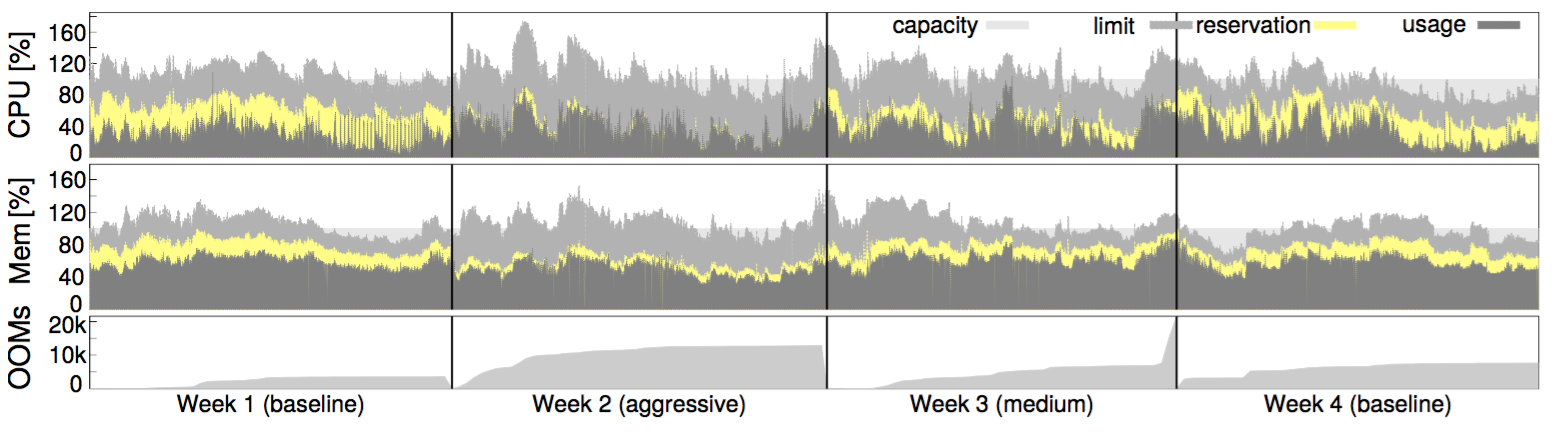 capacity limit reservation usage
CPU [%]
160
120
80
40
0
Mem [%]
160
120
80
40
0
OOMs
20k
10k
0
Week 1 (baseline) Week 2 (aggressive) Week 3 (medium) Week 4 (baseline)